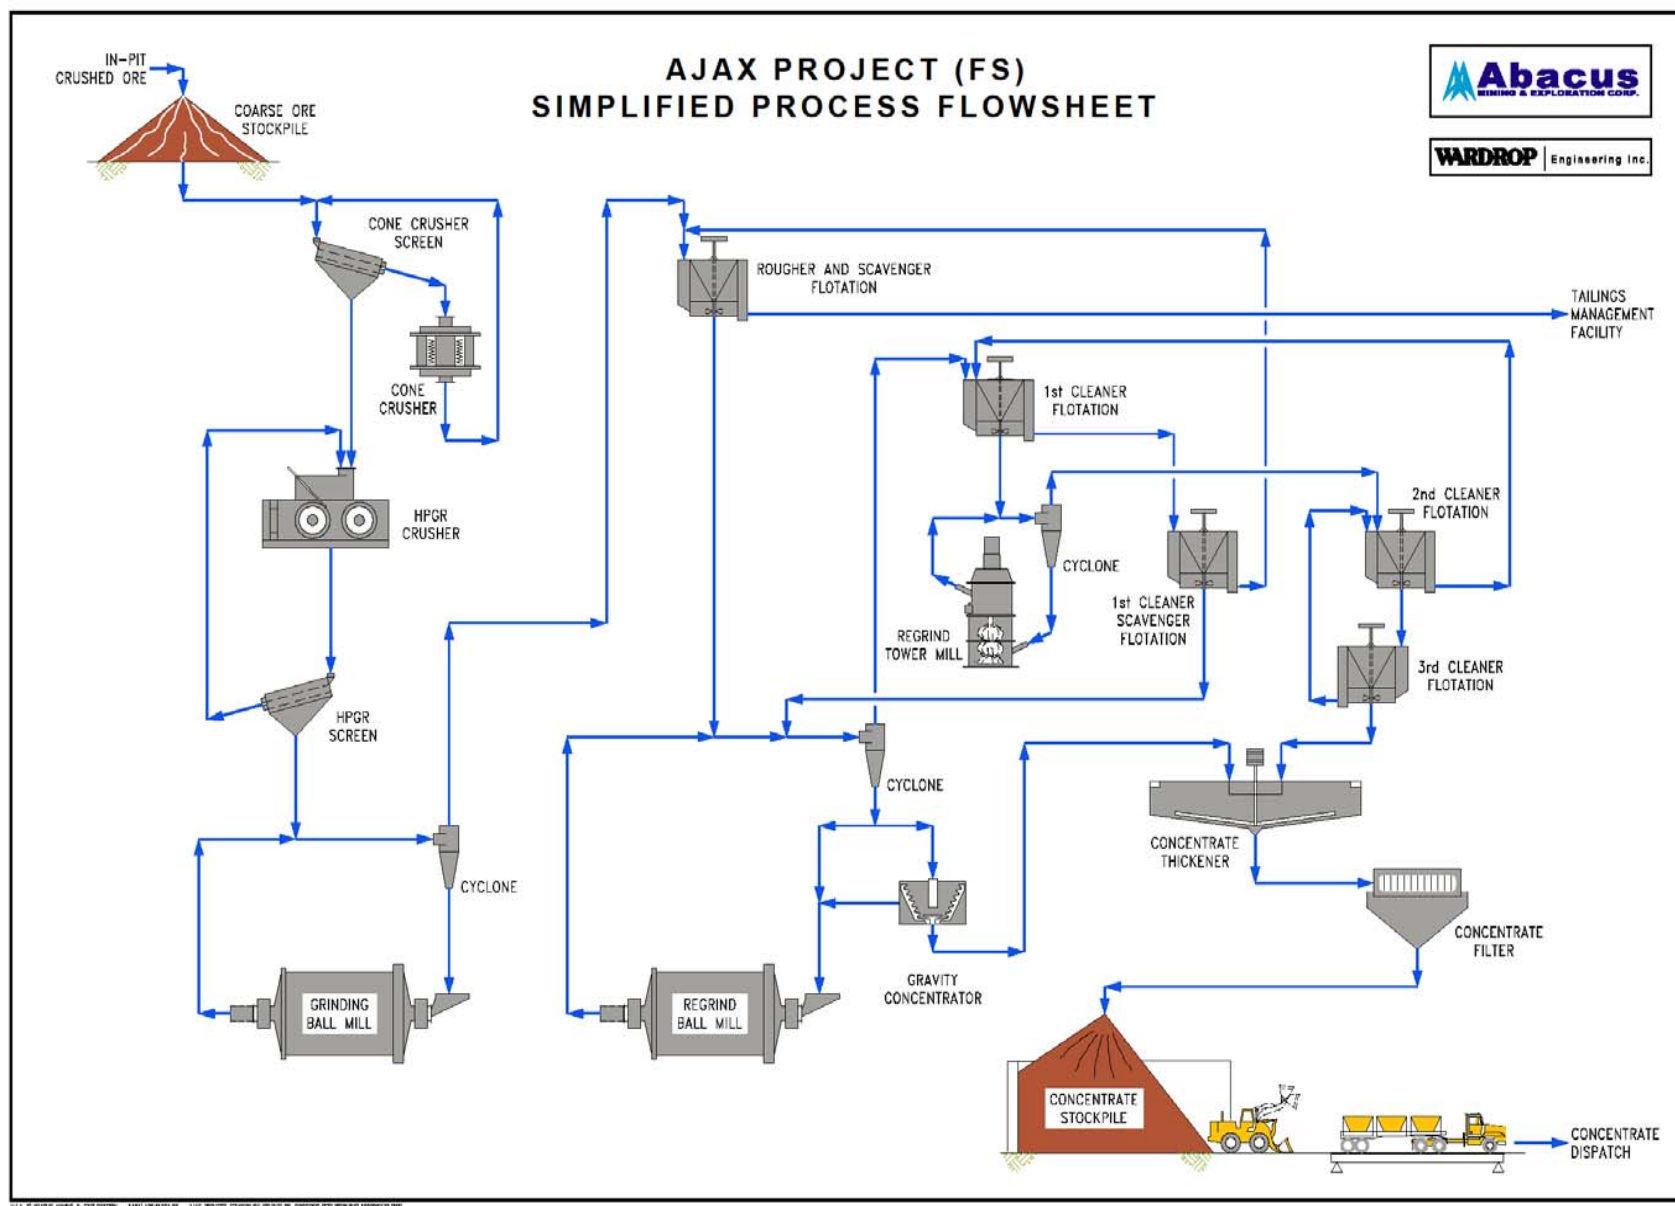 AJAX PROJECT (FS)
SIMPLIFIED PROCESS FLOWSHEET
Abacus
MINING & EXPLORATION CORP.
WARDROP
Engineering Inc.
IN-PIT
CRUSHED ORE
COARSE ORE
STOCKPILE
CONE CRUSHER
SCREEN
CONE
CRUSHER
HPGR
CRUSHER
HPGR
SCREEN
CYCLONE
GRINDING
BALL MILL
ROUGHER AND SCAVENGER
FLOTATION
TAILINGS
MANAGEMENT
FACILITY
1st CLEANER
FLOTATION
CYCLONE
REGRIND
TOWER MILL
1st CLEANER
SCAVENGER
FLOTATION
2nd CLEANER
FLOTATION
3rd CLEANER
FLOTATION
CYCLONE
REGRIND
BALL MILL
GRAVITY
CONCENTRATOR
CONCENTRATE
THICKENER
CONCENTRATE
FILTER
CONCENTRATE
STOCKPILE
CONCENTRATE
DISPATCH